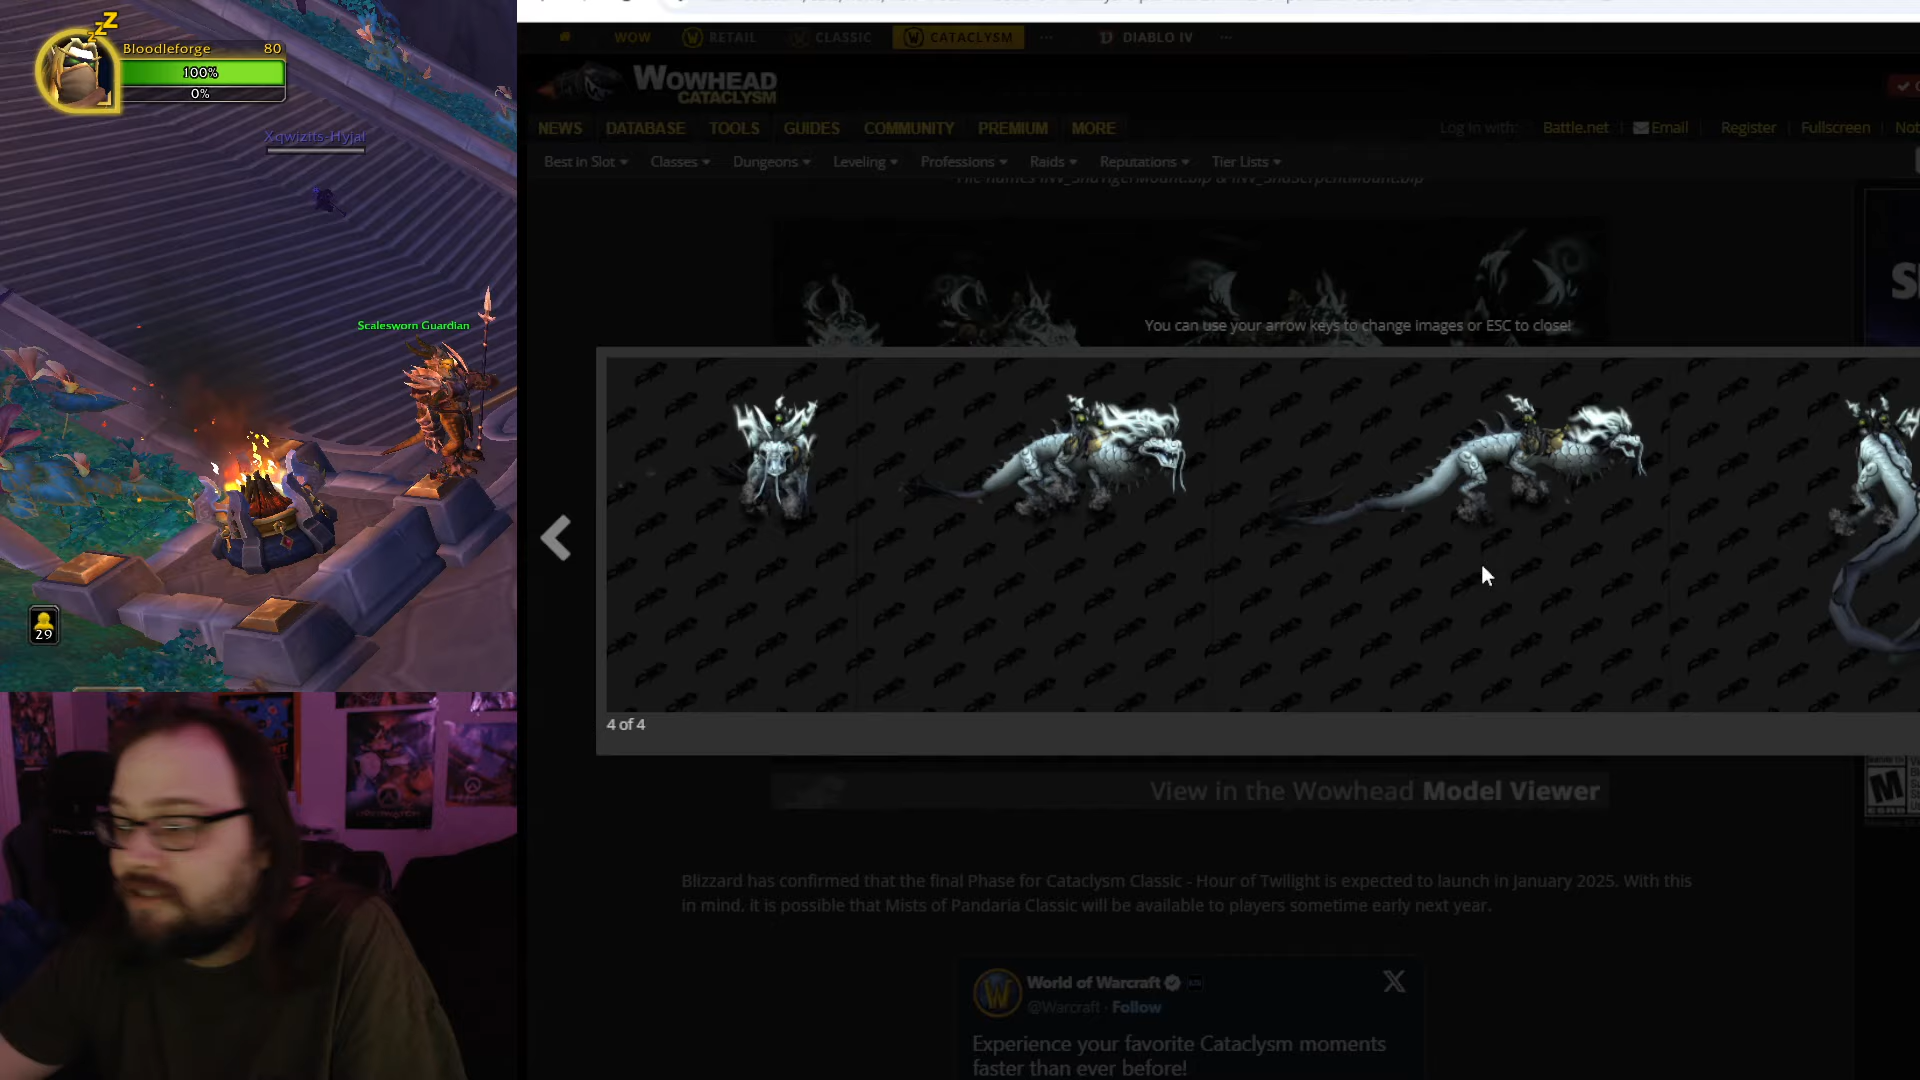 Bloodleforge 80
100%
0%
Xqwizits-Hyjal
Scalesworn Guardian
29
WOW RETAIL CLASSIC CATACLYSM ... DIABLO IV ...
WOWHEAD
CATACLYSM
NEWS DATABASE TOOLS GUIDES COMMUNITY PREMIUM MORE
Log in with: Battle.net Email Register Fullscreen
Best in Slot Classes Dungeons Leveling Professions Raids Reputations Tier Lists
You can use your arrow keys to change images or ESC to close!
4 of 4
View in the Wowhead Model Viewer
Blizzard has confirmed that the final Phase for Cataclysm Classic - Hour of Twilight is expected to launch in January 2025. With this
in mind, it is possible that Mists of Pandaria Classic will be available to players sometime early next year.
World of Warcraft
@Warcraft · Follow
Experience your favorite Cataclysm moments
faster than ever before!